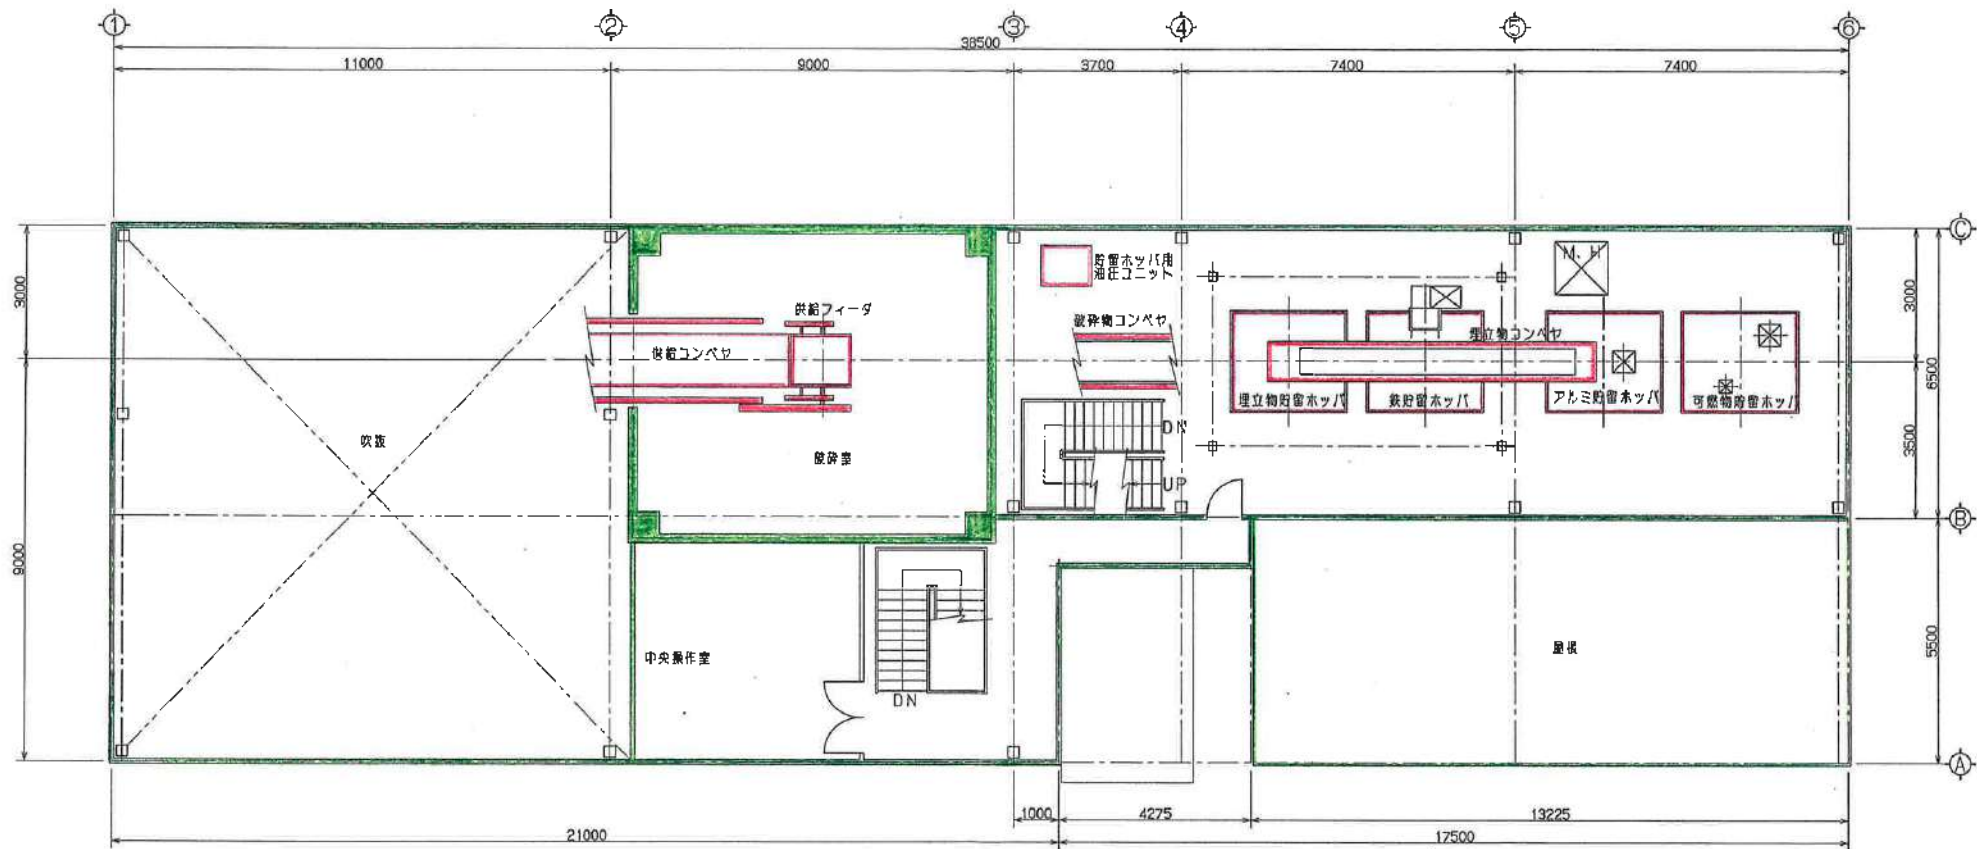 1
2
3
4
5
6
38500
11000
9000
3700
7400
7400
C
3000
貯留ホッパ用
油圧ユニット
M. H
3000
供給フィーダ
破砕物コンベヤ
埋立物コンベヤ
供給コンベヤ
6500
埋立物貯留ホッパ
鉄貯留ホッパ
アルミ貯留ホッパ
可燃物貯留ホッパ
吹抜
DN
3500
破砕室
UP
B
9000
中央操作室
屋根
5500
DN
A
1000
4275
13225
21000
17500